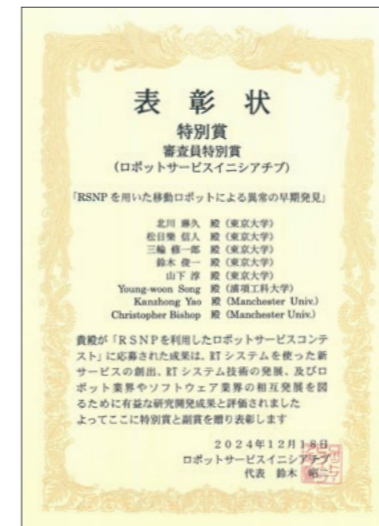 表彰状
特別賞
審査員特別賞
(ロボットサービスイニシアチブ)
「RSNPを用いた移動ロボットによる異常の早期発見」
北川 勝久 殿 (東京大学)
松日樂 信人 殿 (東京大学)
三輪 修一郎 殿 (東京大学)
鈴木 俊一 殿 (東京大学)
山下 淳 殿 (東京大学)
Young-woon Song 殿 (浦項工科大学)
Kanzhong Yao 殿 (Manchester Univ.)
Christopher Bishop 殿 (Manchester Univ.)
貴殿が「RSNPを利用したロボットサービスコンテ
スト」に応募された成果は、RTシステムを使った新
サービスの創出、RTシステム技術の発展、及びロ
ボット業界やソフトウェア業界の相互発展を図
るために有益な研究開発成果と評価されました
よってここに特別賞と副賞を贈り表彰します
2024年12月18日
ロボットサービスイニシアチブ
代表 鈴木 昭二